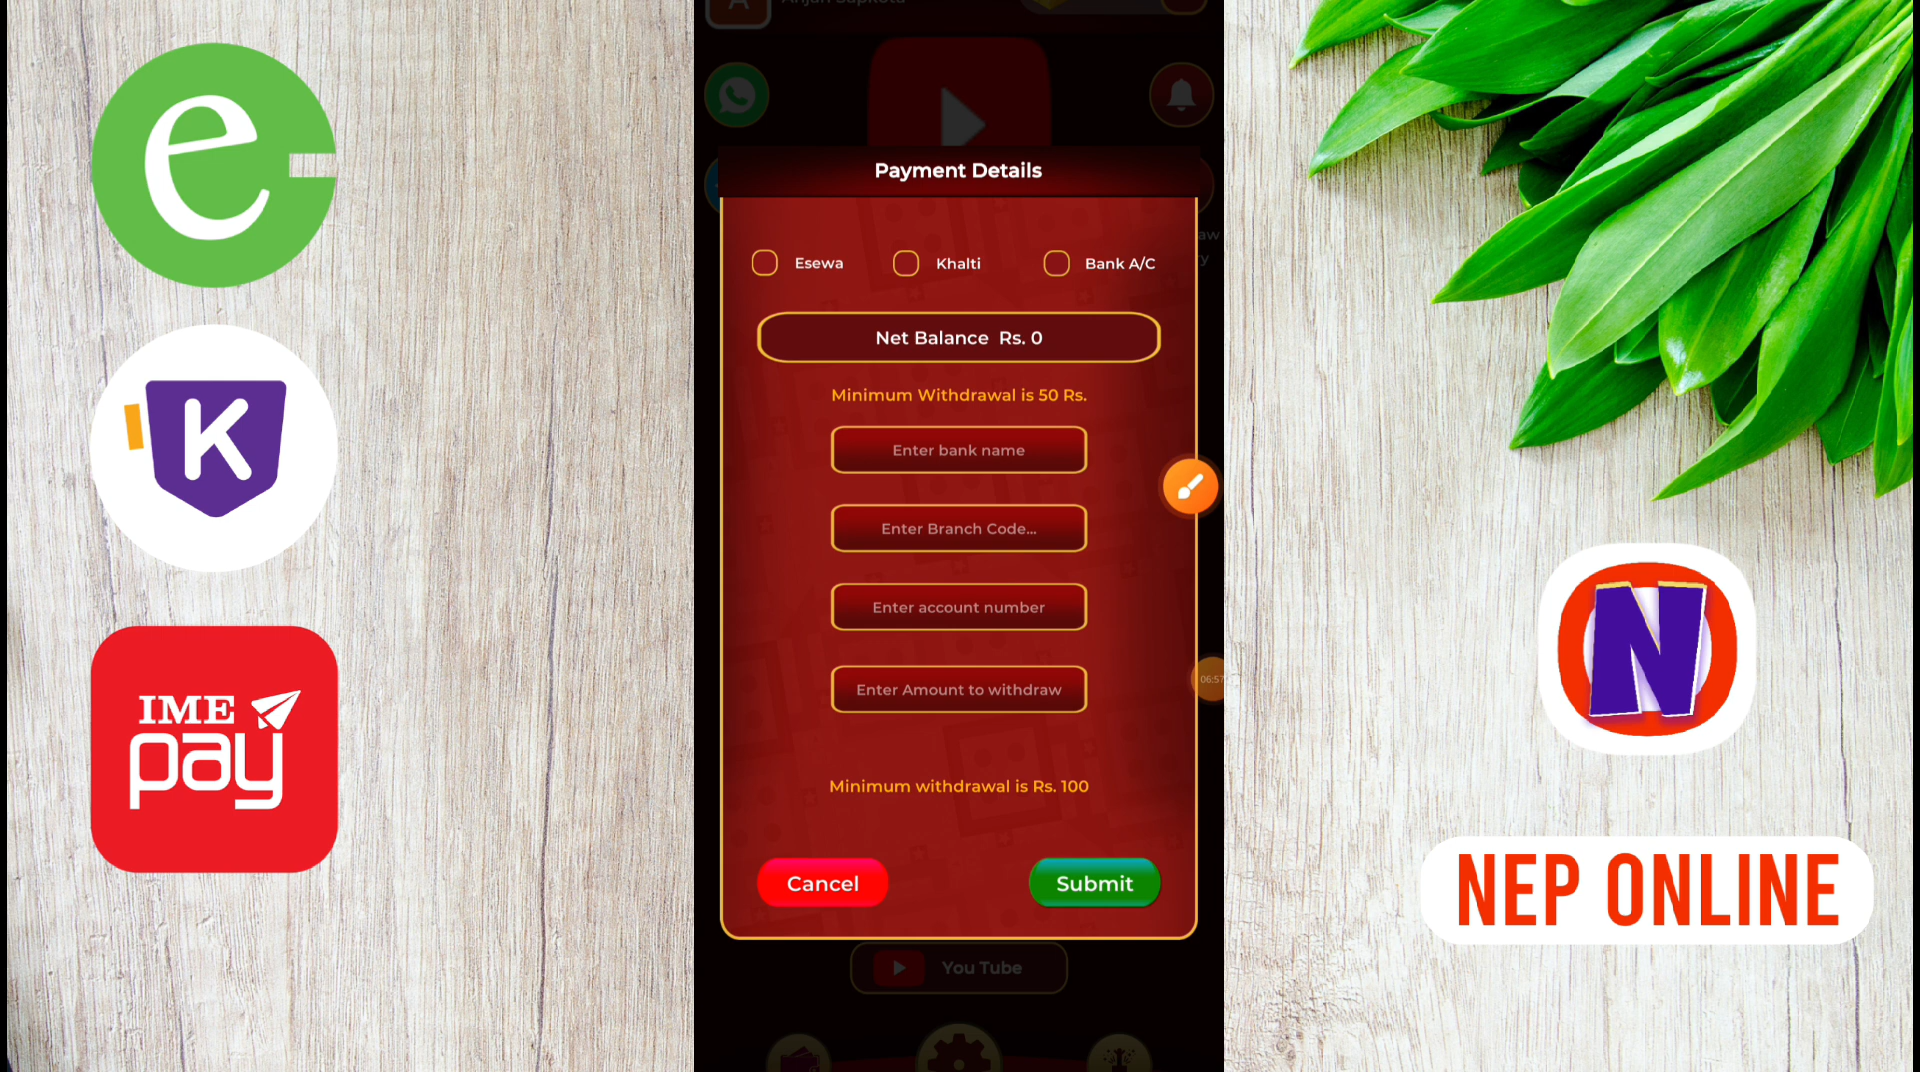 e
K
IME
pay
Payment Details
Esewa
Khalti
Bank A/C
Net Balance Rs. 0
Minimum Withdrawal is 50 Rs.
Enter bank name
Enter Branch Code...
Enter account number
Enter Amount to withdraw
Minimum withdrawal is Rs. 100
Cancel
Submit
You Tube
06:57
N
NEP ONLINE